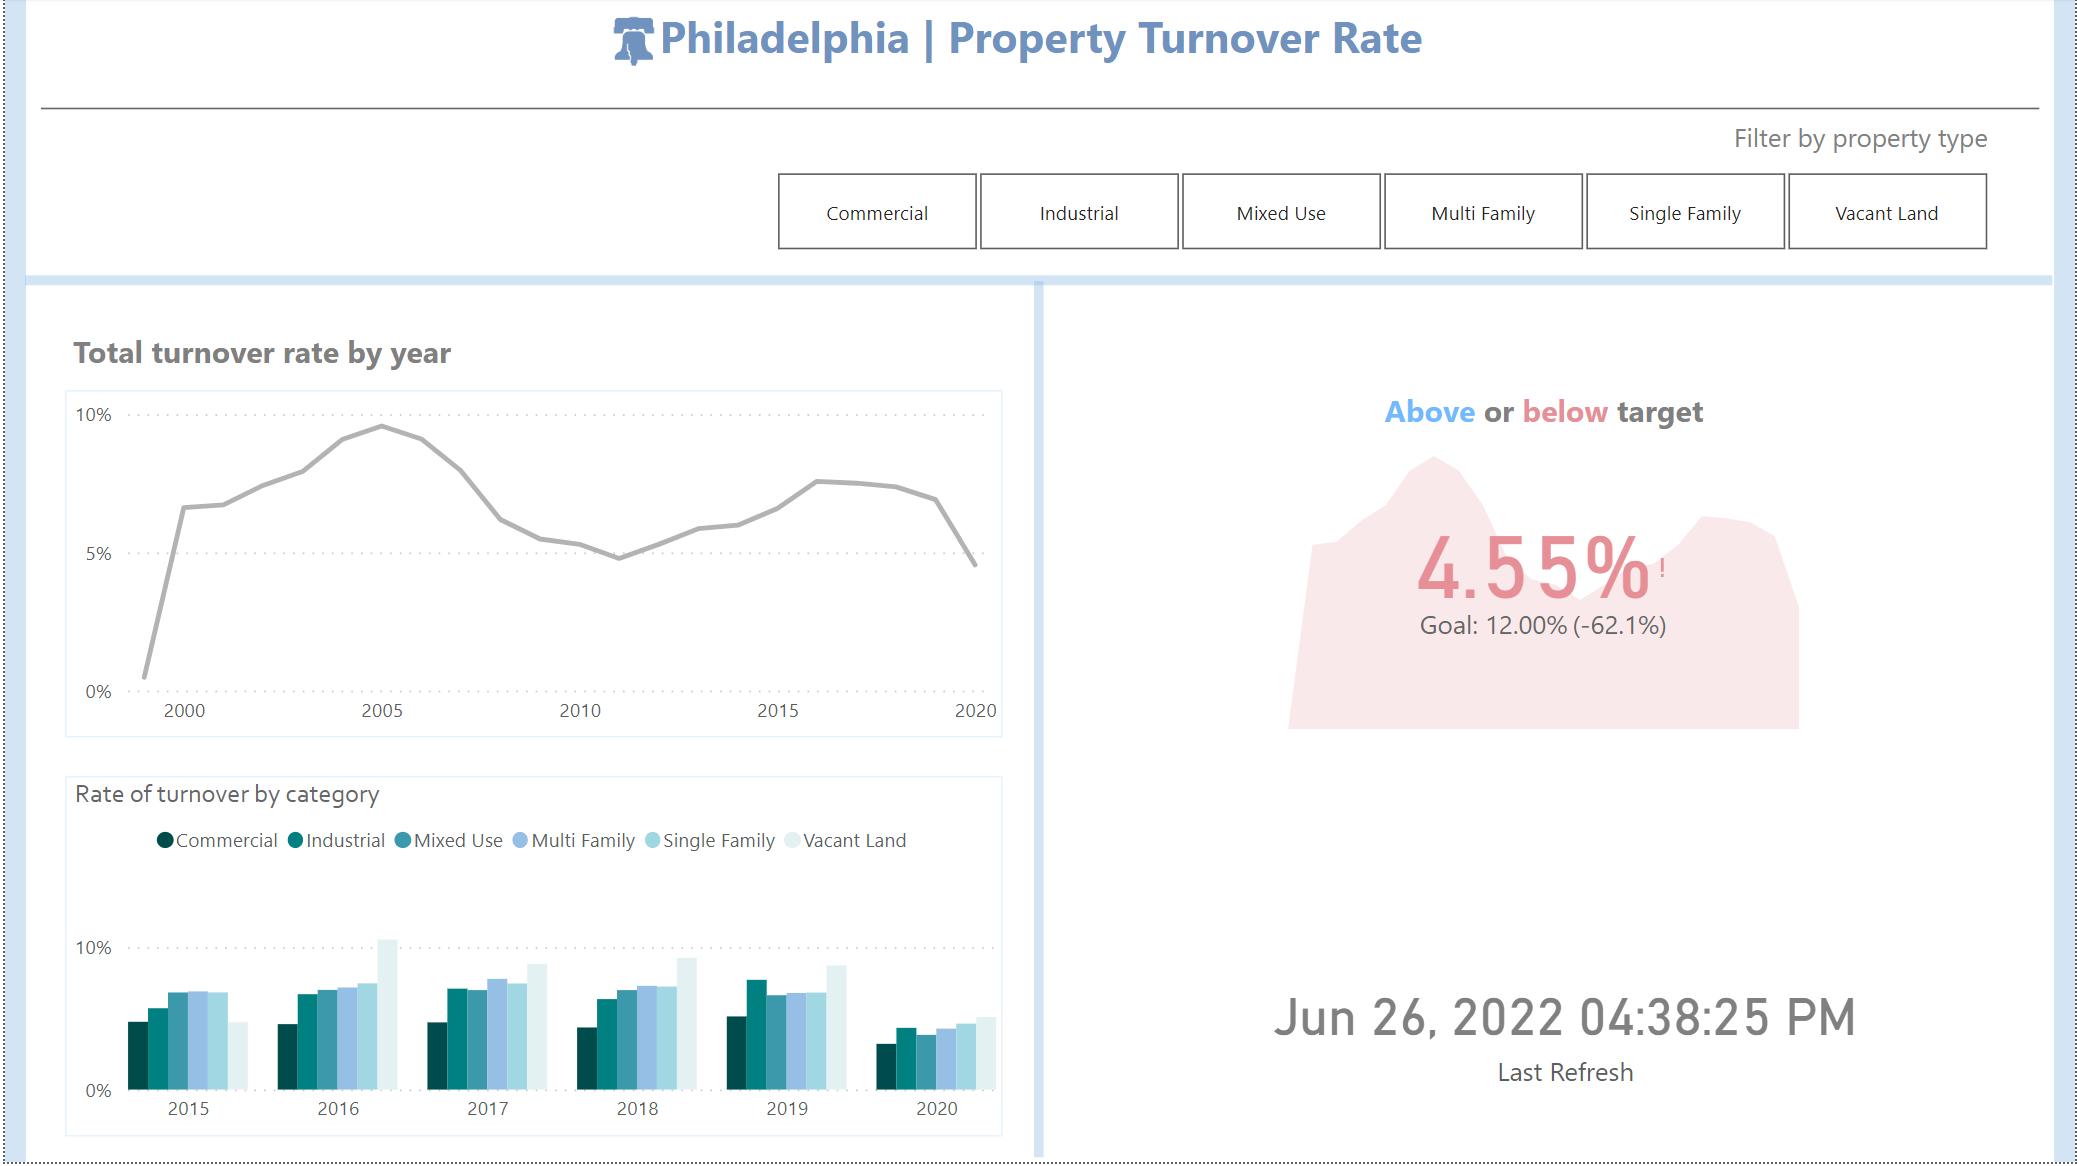 Philadelphia | Property Turnover Rate
Filter by property type
Commercial
Industrial
Mixed Use
Multi Family
Single Family
Vacant Land
Total turnover rate by year
10%
5%
0%
2000 2005 2010 2015 2020
Rate of turnover by category
Commercial Industrial Mixed Use Multi Family Single Family Vacant Land
10%
0%
2015 2016 2017 2018 2019 2020
Above or below target
4.55%!
Goal: 12.00% (-62.1%)
Jun 26, 2022 04:38:25 PM
Last Refresh